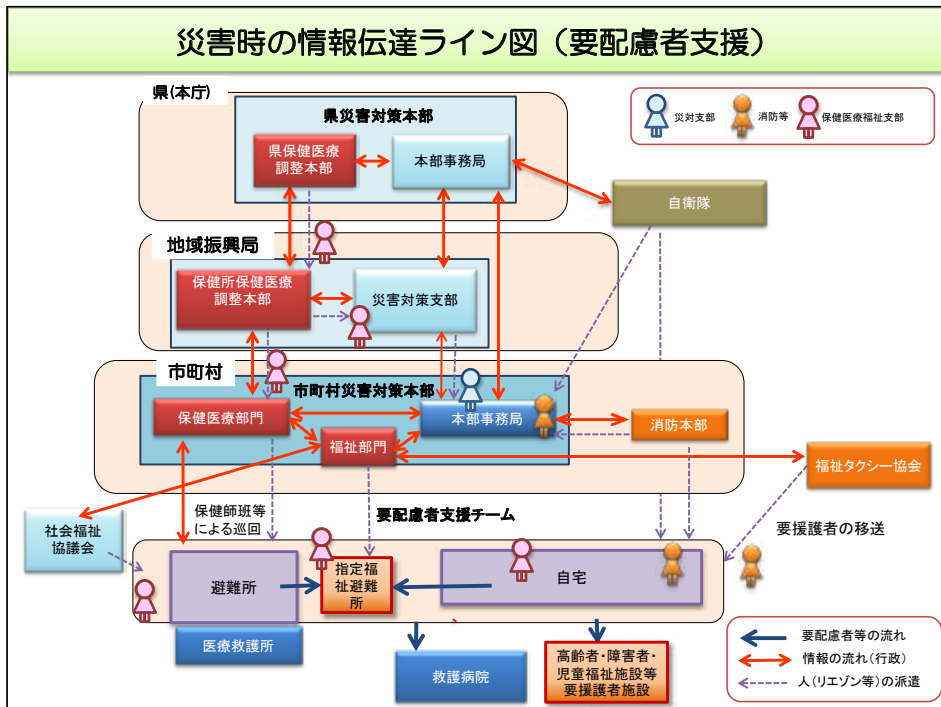 災害時の情報伝達ライン図（要配慮者支援）
県(本庁)
県災害対策本部
県保健医療
調整本部
本部事務局
災対支部
消防等
保健医療福祉支部
自衛隊
地域振興局
保健所保健医療
調整本部
災害対策支部
市町村
市町村災害対策本部
保健医療部門
本部事務局
福祉部門
消防本部
福祉タクシー協会
社会福祉
協議会
保健師班等
による巡回
要配慮者支援チーム
要援護者の移送
避難所
指定福
祉避難
所
自宅
医療救護所
救護病院
高齢者・障害者・
児童福祉施設等
要援護者施設
要配慮者等の流れ
情報の流れ(行政)
人(リエゾン等)の派遣